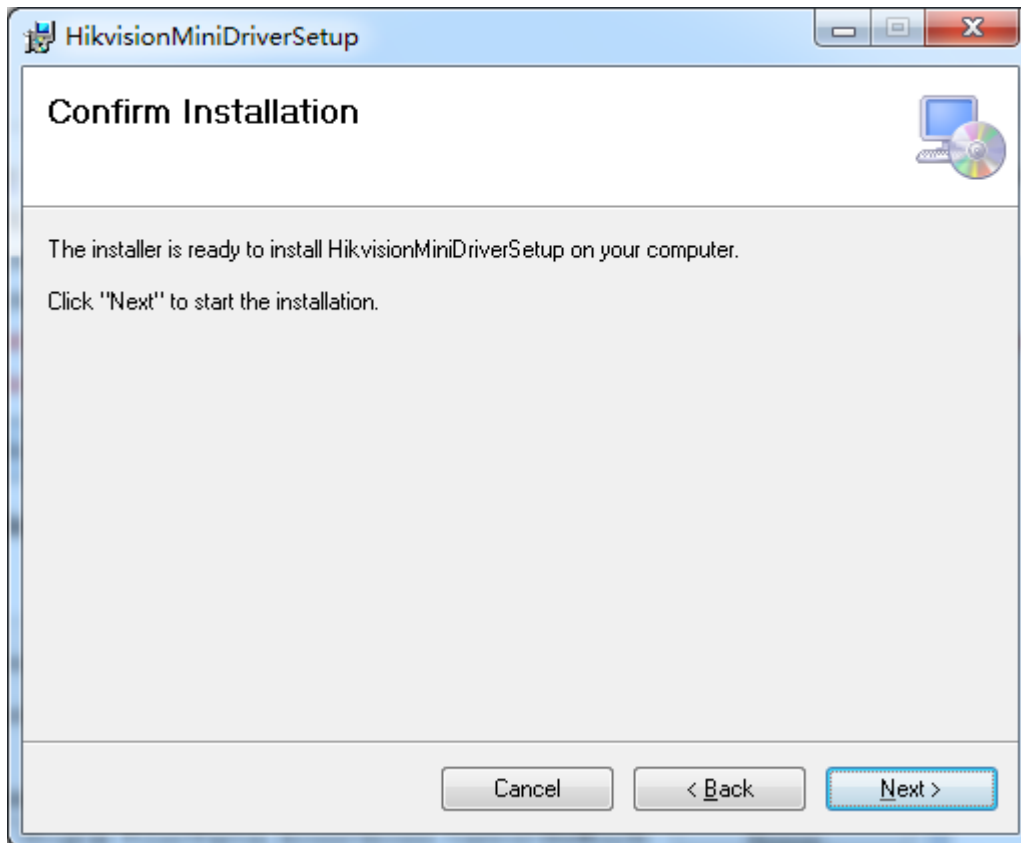 HikvisionMiniDriverSetup
Confirm Installation
The installer is ready to install HikvisionMiniDriverSetup on your computer.
Click "Next" to start the installation.
Cancel
< Back
Next >